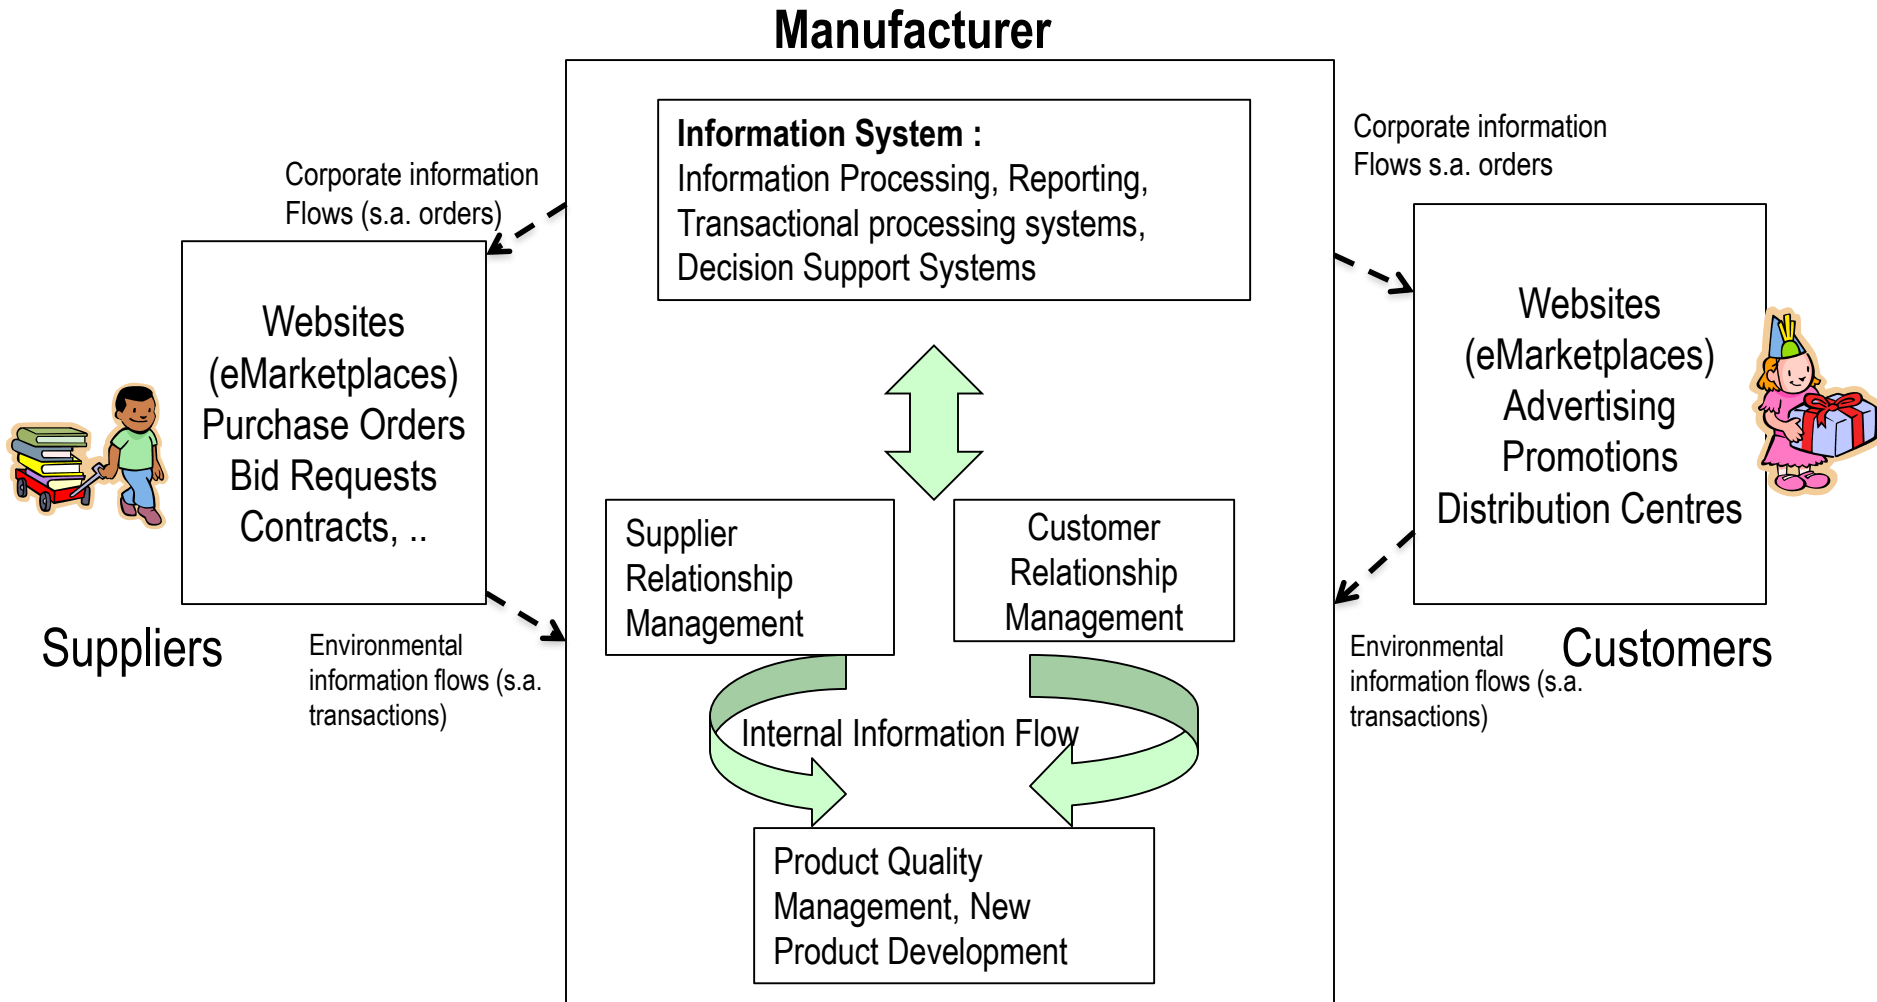 Manufacturer
Information System :
Information Processing, Reporting,
Transactional processing systems,
Decision Support Systems
Corporate information
Flows (s.a. orders)
Corporate information
Flows s.a. orders
Websites
(eMarketplaces)
Purchase Orders
Bid Requests
Contracts, ..
Websites
(eMarketplaces)
Advertising
Promotions
Distribution Centres
Supplier
Relationship
Management
Customer
Relationship
Management
Suppliers
Environmental
information flows (s.a.
transactions)
Environmental
information flows (s.a.
transactions)
Customers
Internal Information Flow
Product Quality
Management, New
Product Development